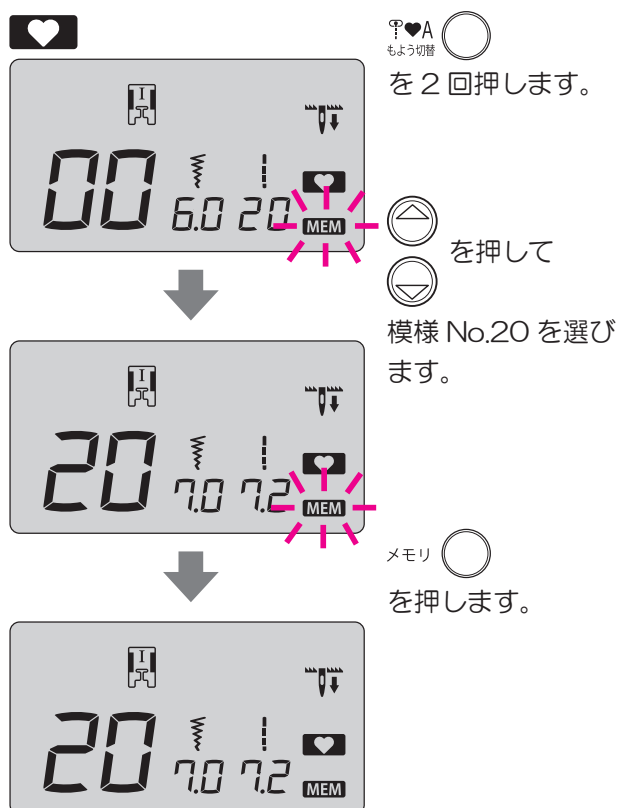 A
もよう切替
を2回押します。
I
00 6.0 20 MEM
を押して
模様 No.20 を選び
ます。
I
20 7.0 7.2 MEM
メモリ
を押します。
I
20 7.0 7.2 MEM